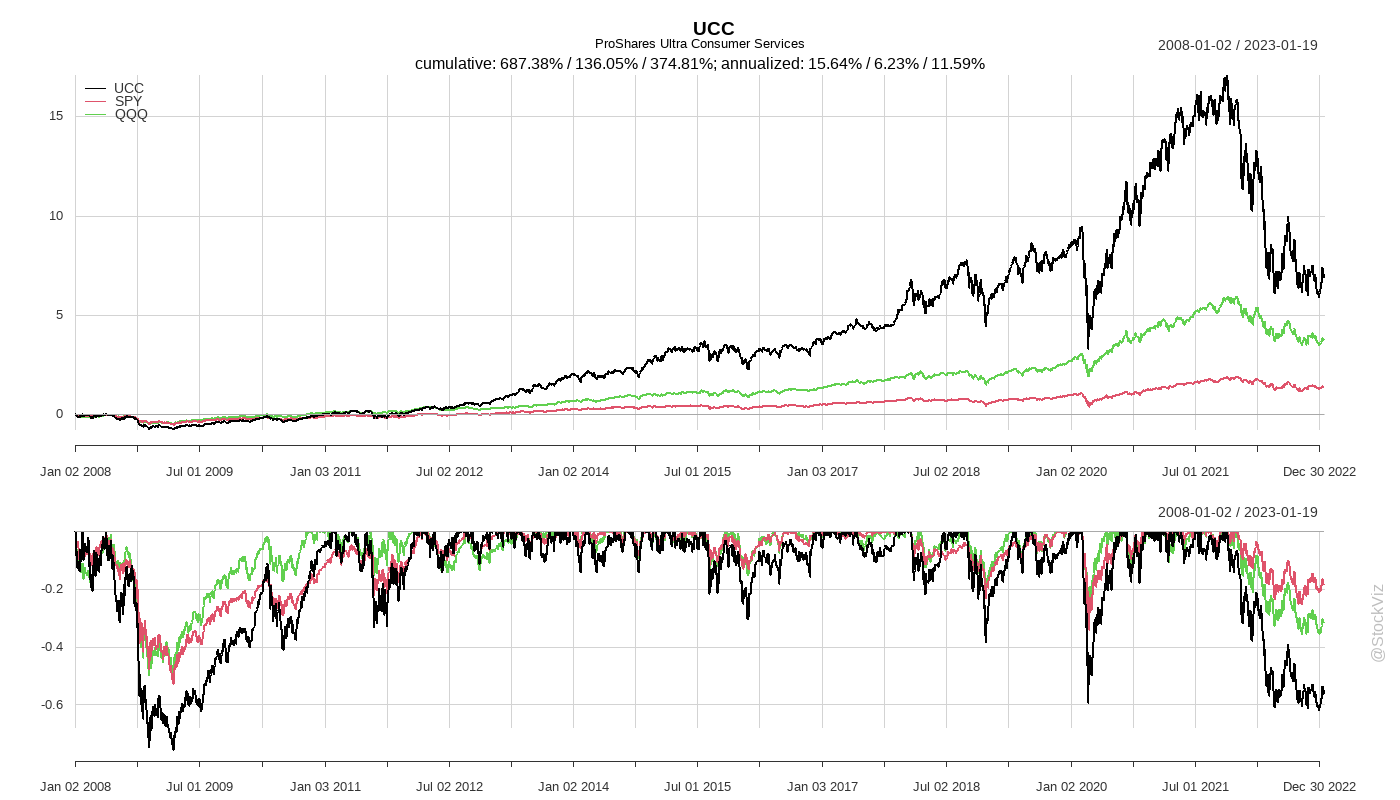 UCC
ProShares Ultra Consumer Services
2008-01-02 / 2023-01-19
cumulative: 687.38% / 136.05% / 374.81%; annualized: 15.64% / 6.23% / 11.59%
UCC
SPY
QQQ
15
10
5
0
Jan 02 2008 Jul 01 2009 Jan 03 2011 Jul 02 2012 Jan 02 2014 Jul 01 2015 Jan 03 2017 Jul 02 2018 Jan 02 2020 Jul 01 2021 Dec 30 2022
2008-01-02 / 2023-01-19
-0.2
-0.4
-0.6
Jan 02 2008 Jul 01 2009 Jan 03 2011 Jul 02 2012 Jan 02 2014 Jul 01 2015 Jan 03 2017 Jul 02 2018 Jan 02 2020 Jul 01 2021 Dec 30 2022
@StockViz